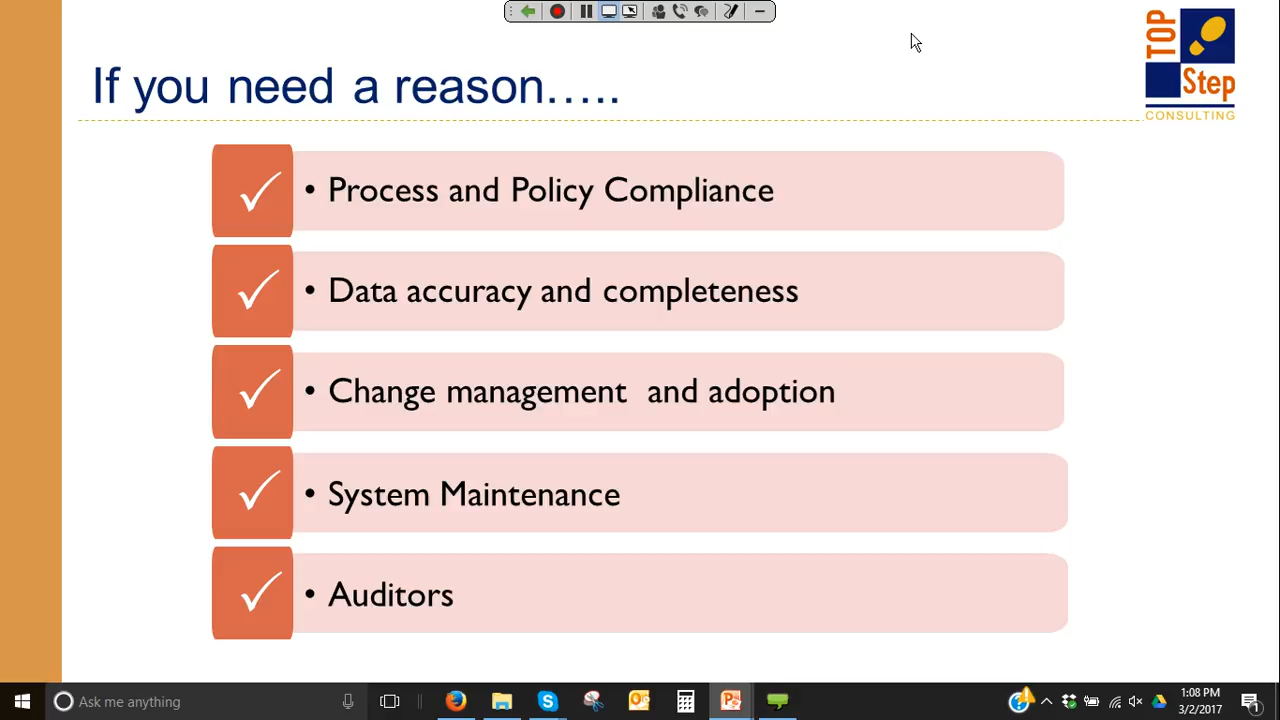 If you need a reason…..
TOP
Step
CONSULTING
• Process and Policy Compliance
• Data accuracy and completeness
• Change management  and adoption
• System Maintenance
• Auditors
Ask me anything
1:08 PM
3/2/2017
1